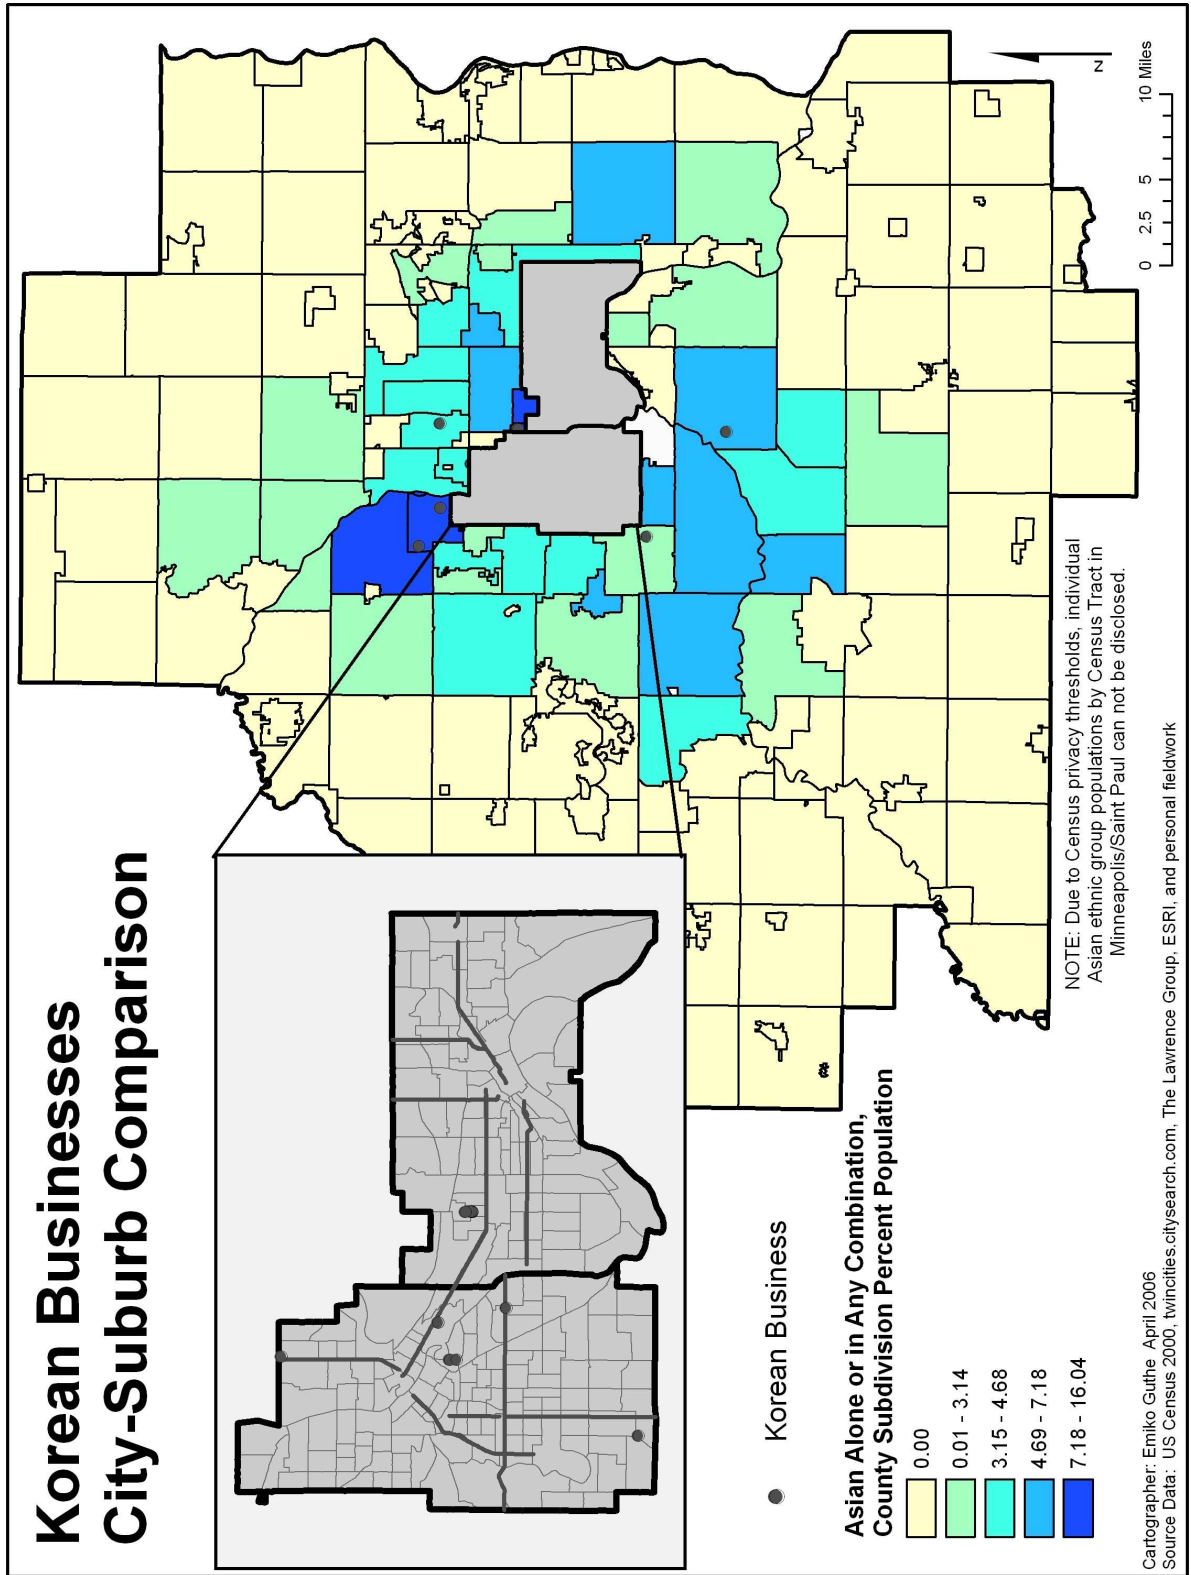 Korean Businesses
City-Suburb Comparison
Korean Business
Asian Alone or in Any Combination,
County Subdivision Percent Population
0.00
0.01 - 3.14
3.15 - 4.68
4.69 - 7.18
7.18 - 16.04
NOTE: Due to Census privacy thresholds, individual
Asian ethnic group populations by Census Tract in
Minneapolis/Saint Paul can not be disclosed.
N
0 2.5 5 10 Miles
Cartographer: Emiko Guthe April 2006
Source Data: US Census 2000, twincities.citysearch.com, The Lawrence Group, ESRI, and personal fieldwork